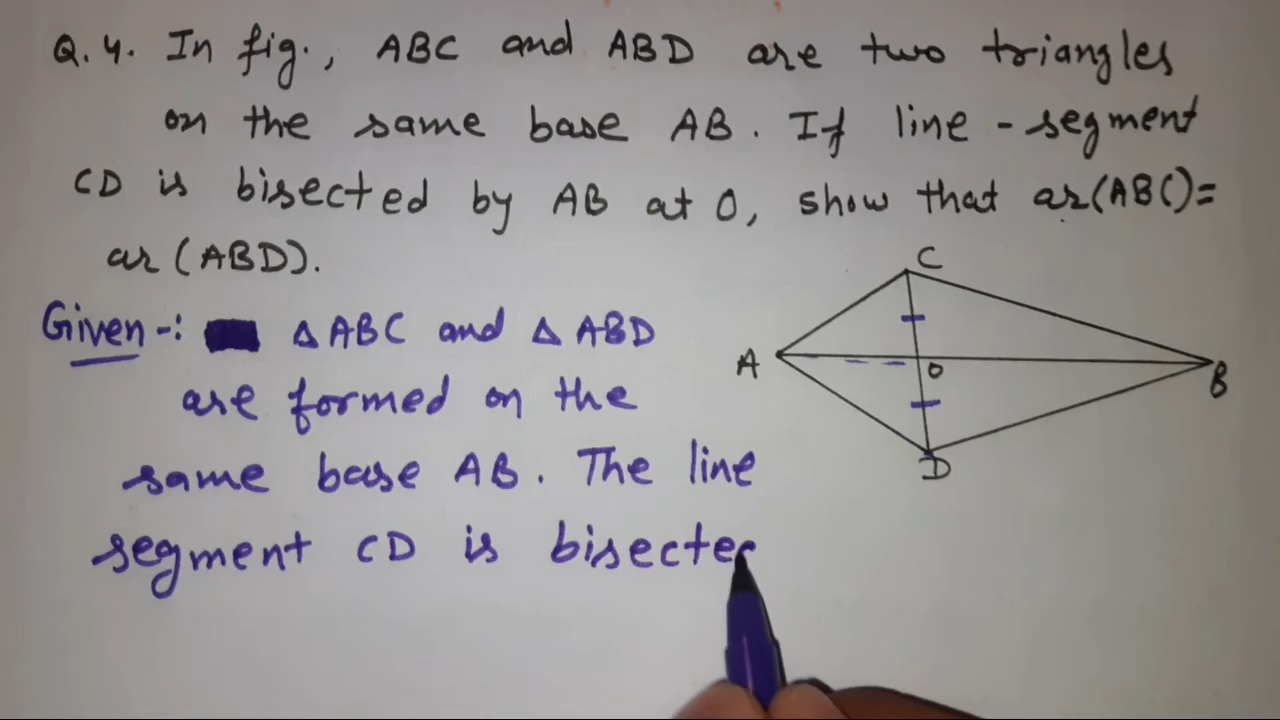 Q.4. In fig., ABC and ABD are two triangles
on the same base AB. If line-segment
CD is bisected by AB at O, show that ar(ABC)=
ar(ABD).
Given-: △ABC and △ABD
are formed on the
same base AB. The line
segment CD is bisecte
C
A
O
B
D